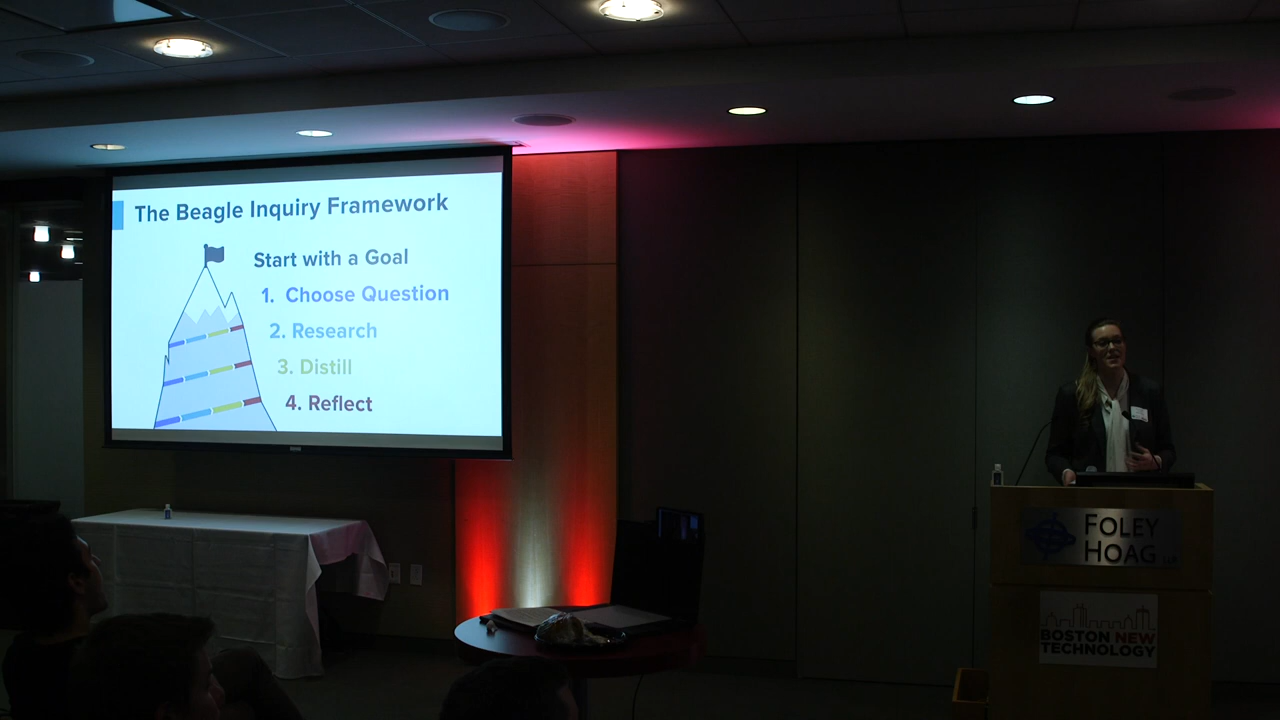 The Beagle Inquiry Framework
Start with a Goal
1. Choose Question
2. Research
3. Distill
4. Reflect
FOLEY
HOAG LLP
BOSTON NEW
TECHNOLOGY